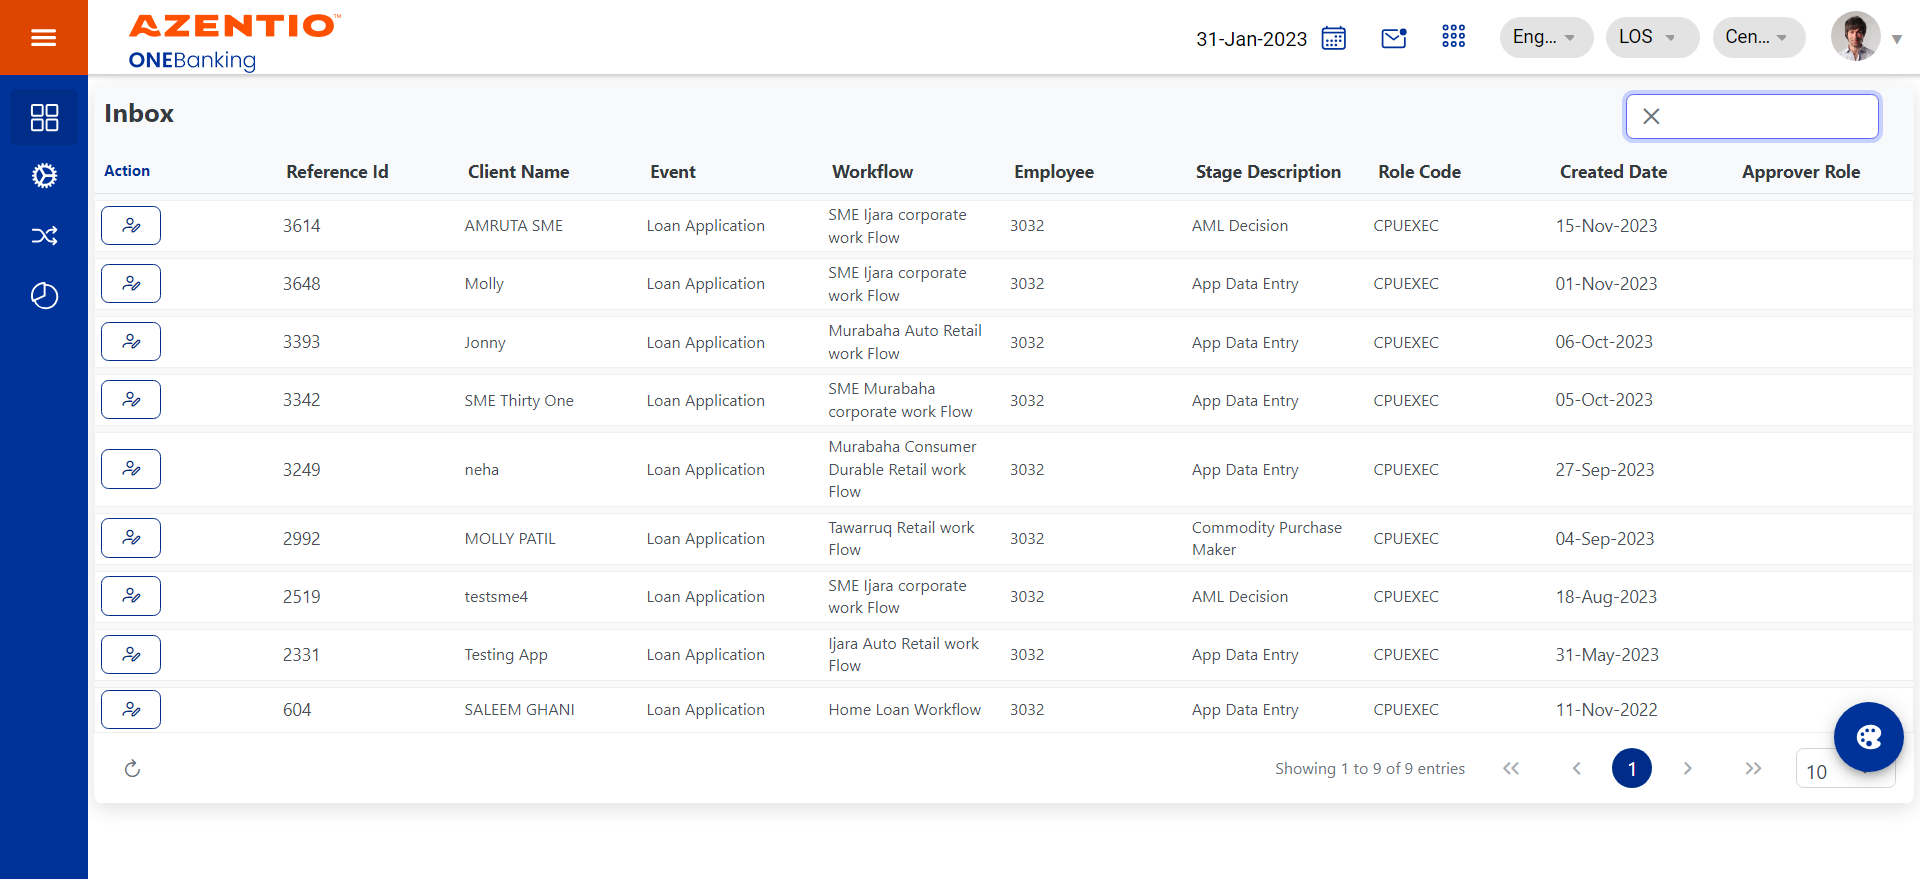 AZENTIO™
ONEBanking
31-Jan-2023
Eng...
LOS
Cen...
Inbox
Action Reference Id Client Name Event Workflow Employee Stage Description Role Code Created Date Approver Role
3614 AMRUTA SME Loan Application SME Ijara corporate work Flow 3032 AML Decision CPUEXEC 15-Nov-2023
3648 Molly Loan Application SME Ijara corporate work Flow 3032 App Data Entry CPUEXEC 01-Nov-2023
3393 Jonny Loan Application Murabaha Auto Retail work Flow 3032 App Data Entry CPUEXEC 06-Oct-2023
3342 SME Thirty One Loan Application SME Murabaha corporate work Flow 3032 App Data Entry CPUEXEC 05-Oct-2023
3249 neha Loan Application Murabaha Consumer Durable Retail work Flow 3032 App Data Entry CPUEXEC 27-Sep-2023
2992 MOLLY PATIL Loan Application Tawarruq Retail work Flow 3032 Commodity Purchase Maker CPUEXEC 04-Sep-2023
2519 testsme4 Loan Application SME Ijara corporate work Flow 3032 AML Decision CPUEXEC 18-Aug-2023
2331 Testing App Loan Application Ijara Auto Retail work Flow 3032 App Data Entry CPUEXEC 31-May-2023
604 SALEEM GHANI Loan Application Home Loan Workflow 3032 App Data Entry CPUEXEC 11-Nov-2022
Showing 1 to 9 of 9 entries
1
10